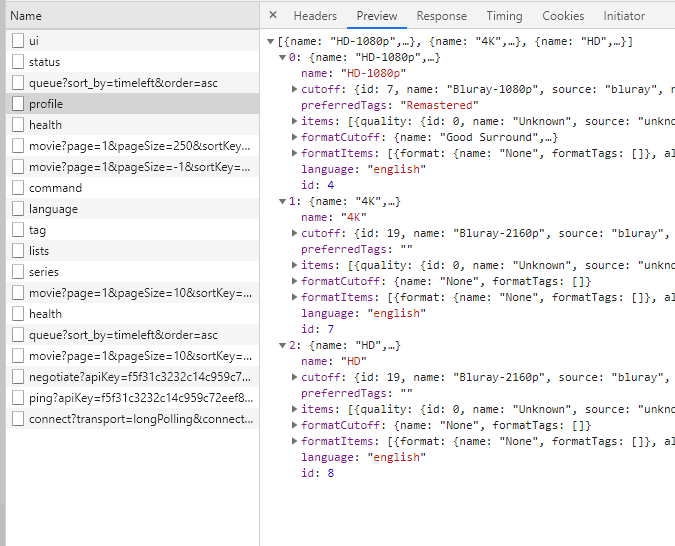 Name
ui
status
queue?sort_by=timeleft&order=asc
profile
health
movie?page=1&pageSize=250&sortKey=...
movie?page=1&pageSize=-1&sortKey=...
command
language
tag
lists
series
movie?page=1&pageSize=10&sortKey=...
health
queue?sort_by=timeleft&order=asc
movie?page=1&pageSize=10&sortKey=...
negotiate?apiKey=f5f31c3232c14c959c7...
ping?apiKey=f5f31c3232c14c959c72eef8...
connect?transport=longPolling&connect...
× Headers Preview Response Timing Cookies Initiator
▼[{name: "HD-1080p",…}, {name: "4K",…}, {name: "HD",…}]
▼0: {name: "HD-1080p",…}
name: "HD-1080p"
▶cutoff: {id: 7, name: "Bluray-1080p", source: "bluray", r
preferredTags: "Remastered"
▶items: [{quality: {id: 0, name: "Unknown", source: "unkno
▶formatCutoff: {name: "Good Surround",…}
▶formatItems: [{format: {name: "None", formatTags: []}, al
language: "english"
id: 4
▼1: {name: "4K",…}
name: "4K"
▶cutoff: {id: 19, name: "Bluray-2160p", source: "bluray",
preferredTags: ""
▶items: [{quality: {id: 0, name: "Unknown", source: "unkno
▶formatCutoff: {name: "None", formatTags: []}
▶formatItems: [{format: {name: "None", formatTags: []}, al
language: "english"
id: 7
▼2: {name: "HD",…}
name: "HD"
▶cutoff: {id: 19, name: "Bluray-2160p", source: "bluray",
preferredTags: ""
▶items: [{quality: {id: 0, name: "Unknown", source: "unkno
▶formatCutoff: {name: "None", formatTags: []}
▶formatItems: [{format: {name: "None", formatTags: []}, al
language: "english"
id: 8